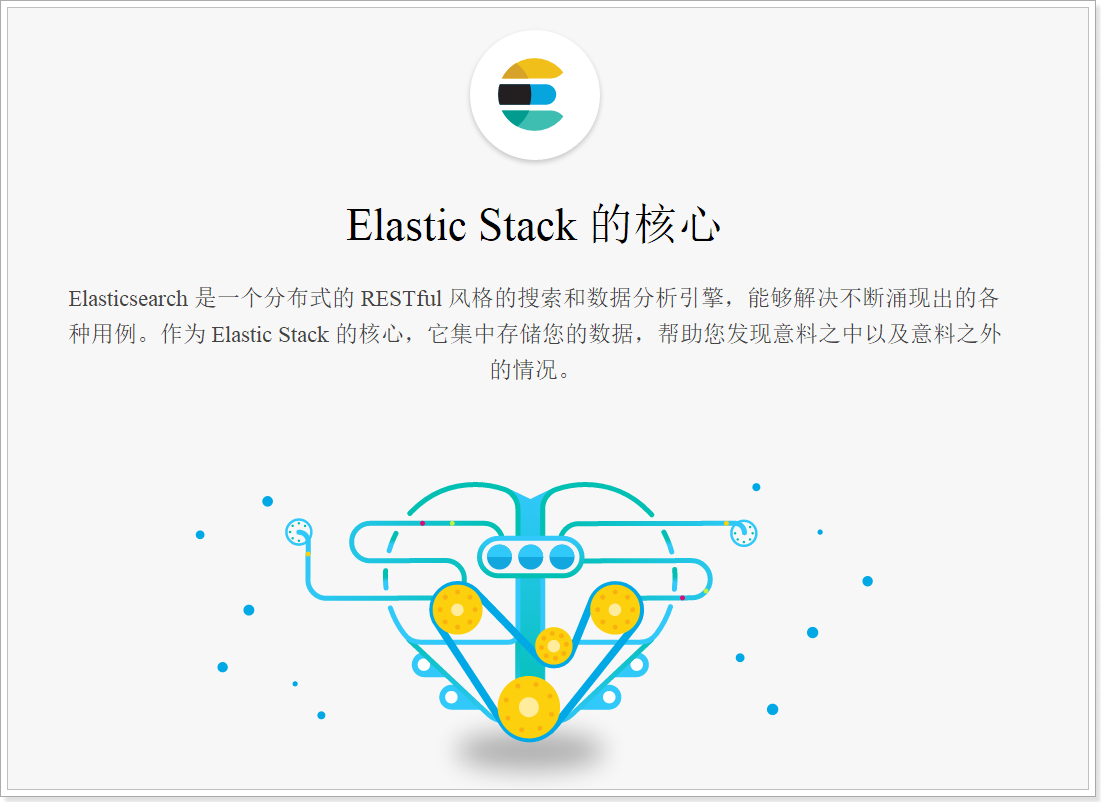 Elastic Stack 的核心
Elasticsearch 是一个分布式的 RESTful 风格的搜索和数据分析引擎，能够解决不断涌现出的各
种用例。作为 Elastic Stack 的核心，它集中存储您的数据，帮助您发现意料之中以及意料之外
的情况。